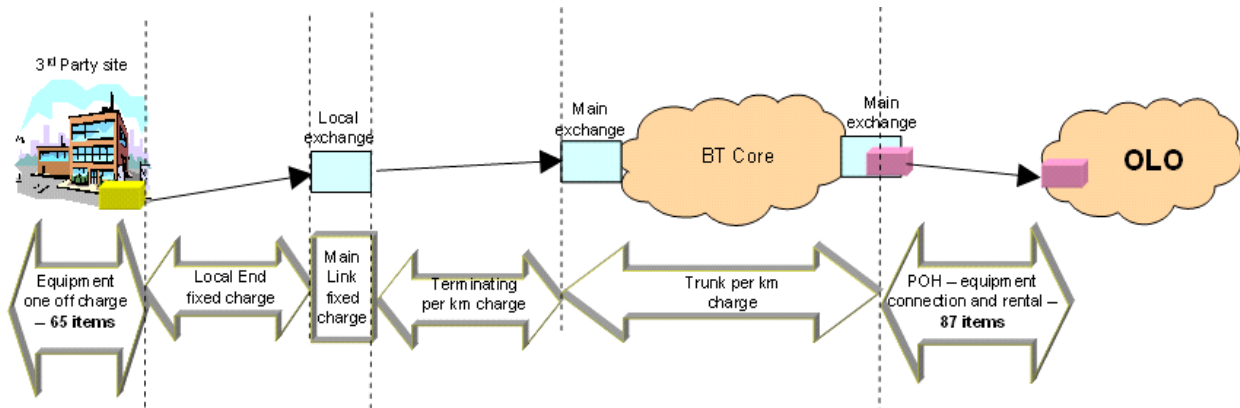 3rd Party site
Local
exchange
Main
exchange
BT Core
Main
exchange
OLO
Equipment
one off charge
– 65 items
Local End
fixed charge
Main
Link
fixed
charge
Terminating
per km charge
Trunk per km
charge
POH – equipment
connection and rental –
87 items